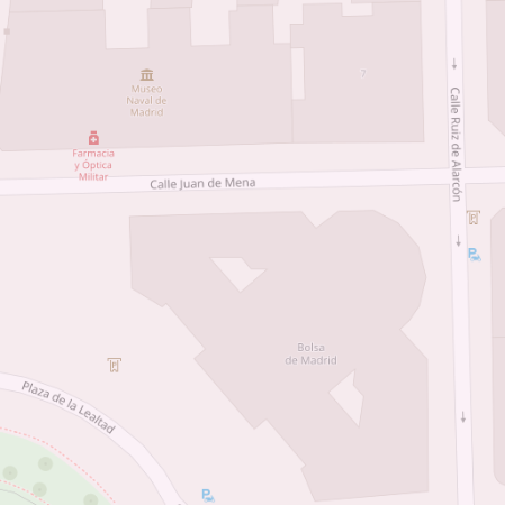 7
Museo
Naval de
Madrid
Farmacia
y Óptica
Militar
Calle Juan de Mena
Calle Ruiz de Alarcón
Bolsa
de Madrid
Plaza de la Lealtad
P
P